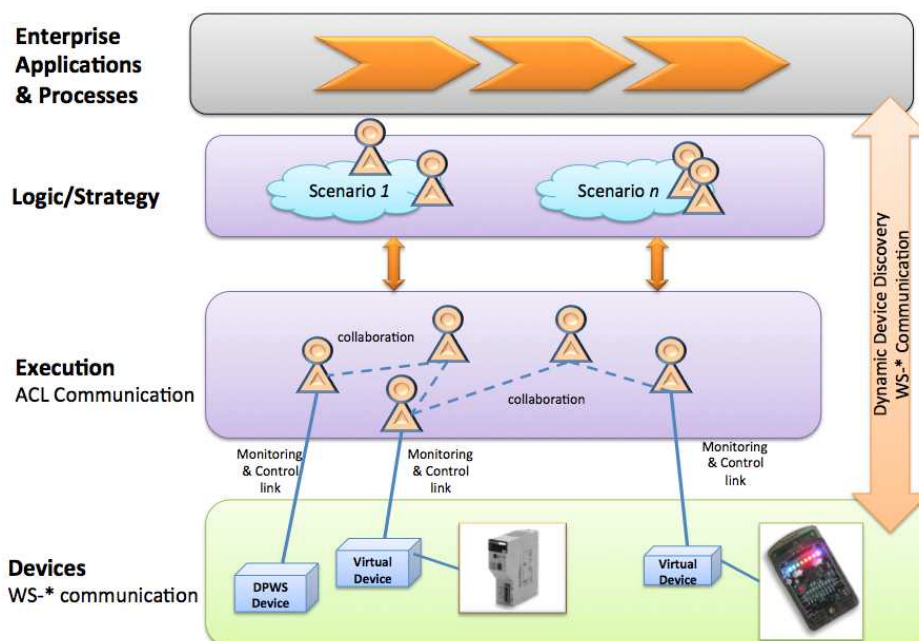 Enterprise
Applications
& Processes
Scenario 1
Scenario n
Logic/Strategy
Dynamic Device Discovery
WS-* Communication
collaboration
Execution
ACL Communication
collaboration
Monitoring
& Control
link
Monitoring
& Control
link
Monitoring
& Control
link
Devices
WS-* communication
DPWS
Device
Virtual
Device
Virtual
Device